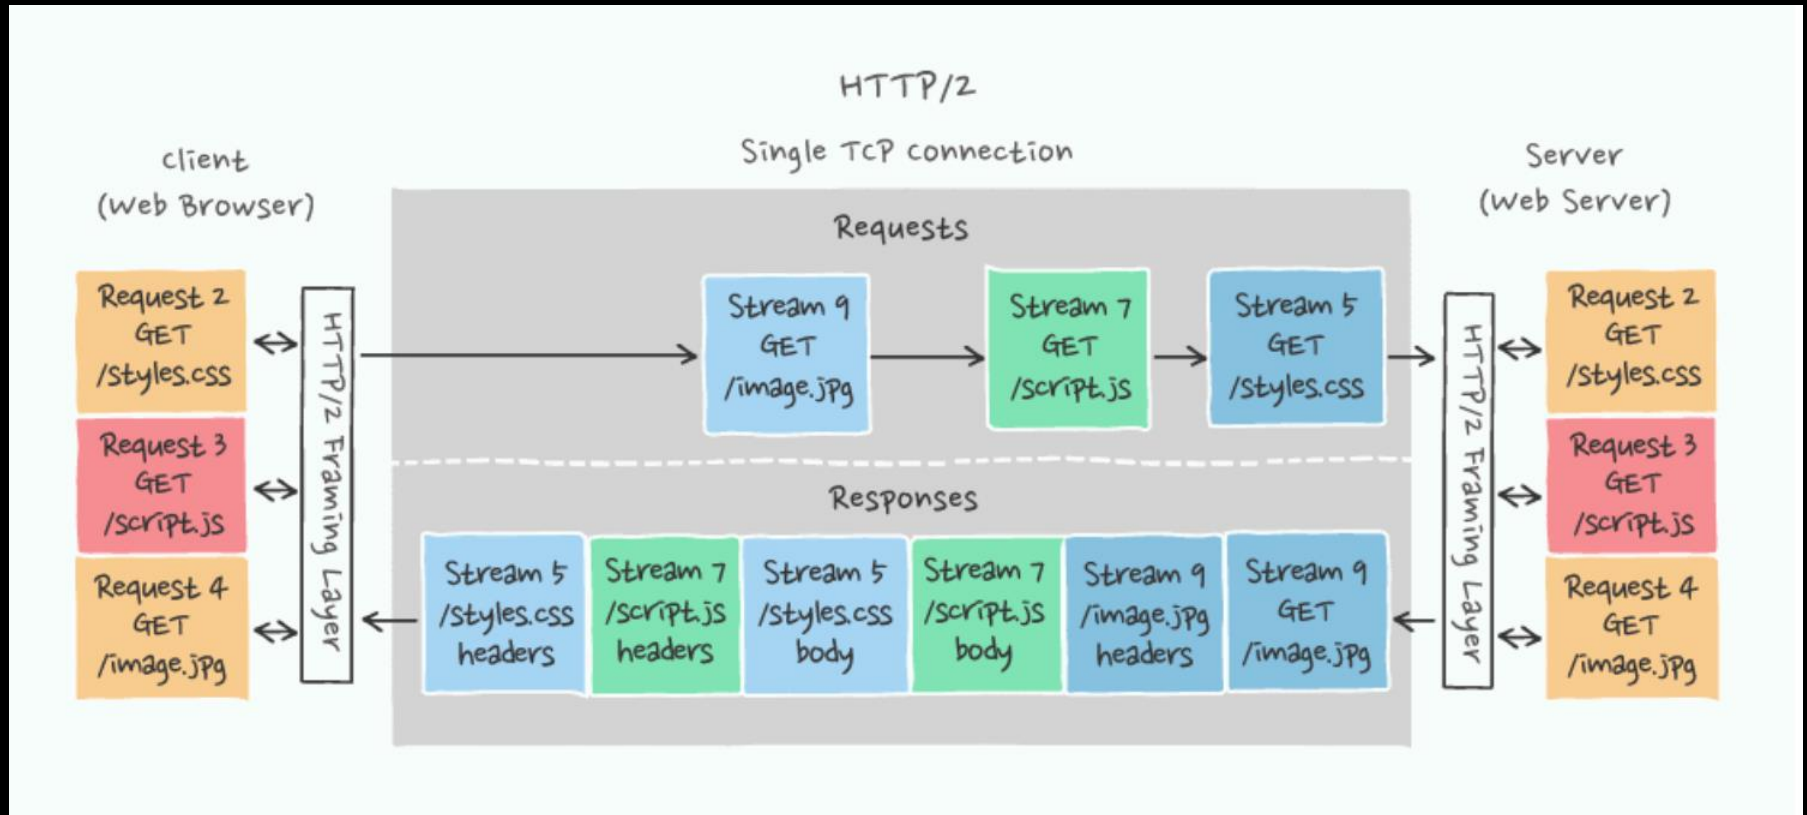 HTTP/2
Single TCP connection
client
(Web Browser)
Server
(Web Server)
Request 2
GET
/styles.css
Request 3
GET
/script.js
Request 4
GET
/image.jpg
HTTP/2 Framing Layer
Requests
Stream 9
GET
/image.jpg
Stream 7
GET
/script.js
Stream 5
GET
/styles.css
Responses
Stream 5
/styles.css
headers
Stream 7
/script.js
headers
Stream 5
/styles.css
body
Stream 7
/script.js
body
Stream 9
/image.jpg
headers
Stream 9
GET
/image.jpg
HTTP/2 Framing Layer
Request 2
GET
/styles.css
Request 3
GET
/script.js
Request 4
GET
/image.jpg